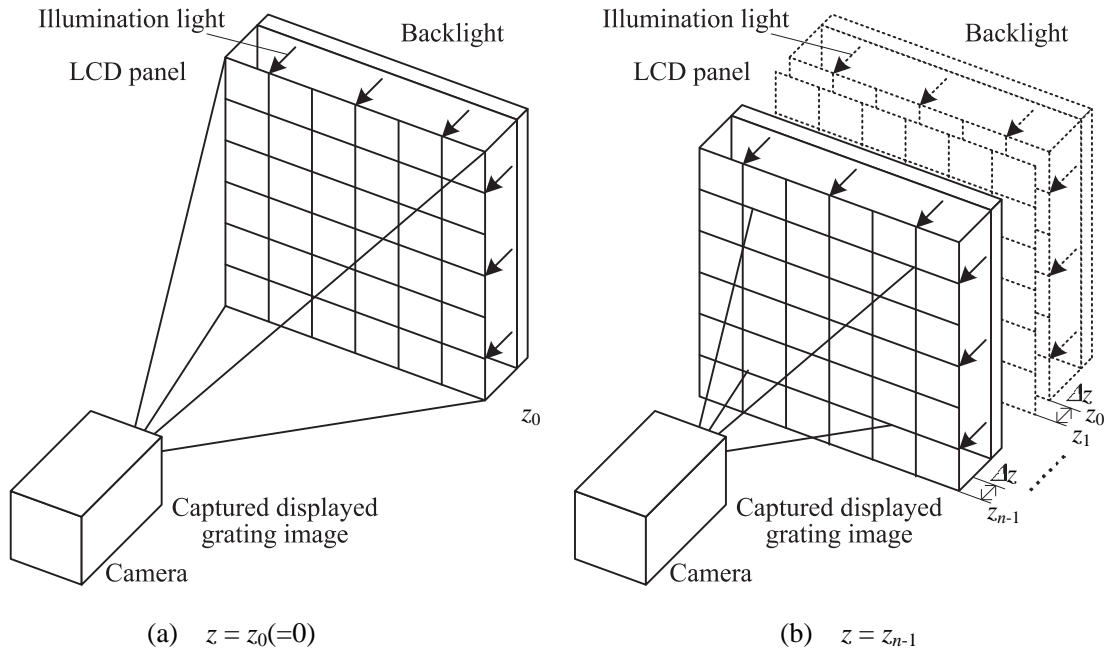 Illumination light
Backlight
LCD panel
z0
Captured displayed
grating image
Camera
(a) z = z0(=0)
Illumination light
Backlight
LCD panel
Δz
z0
z1
Δz
zn-1
Captured displayed
grating image
Camera
(b) z = zn-1